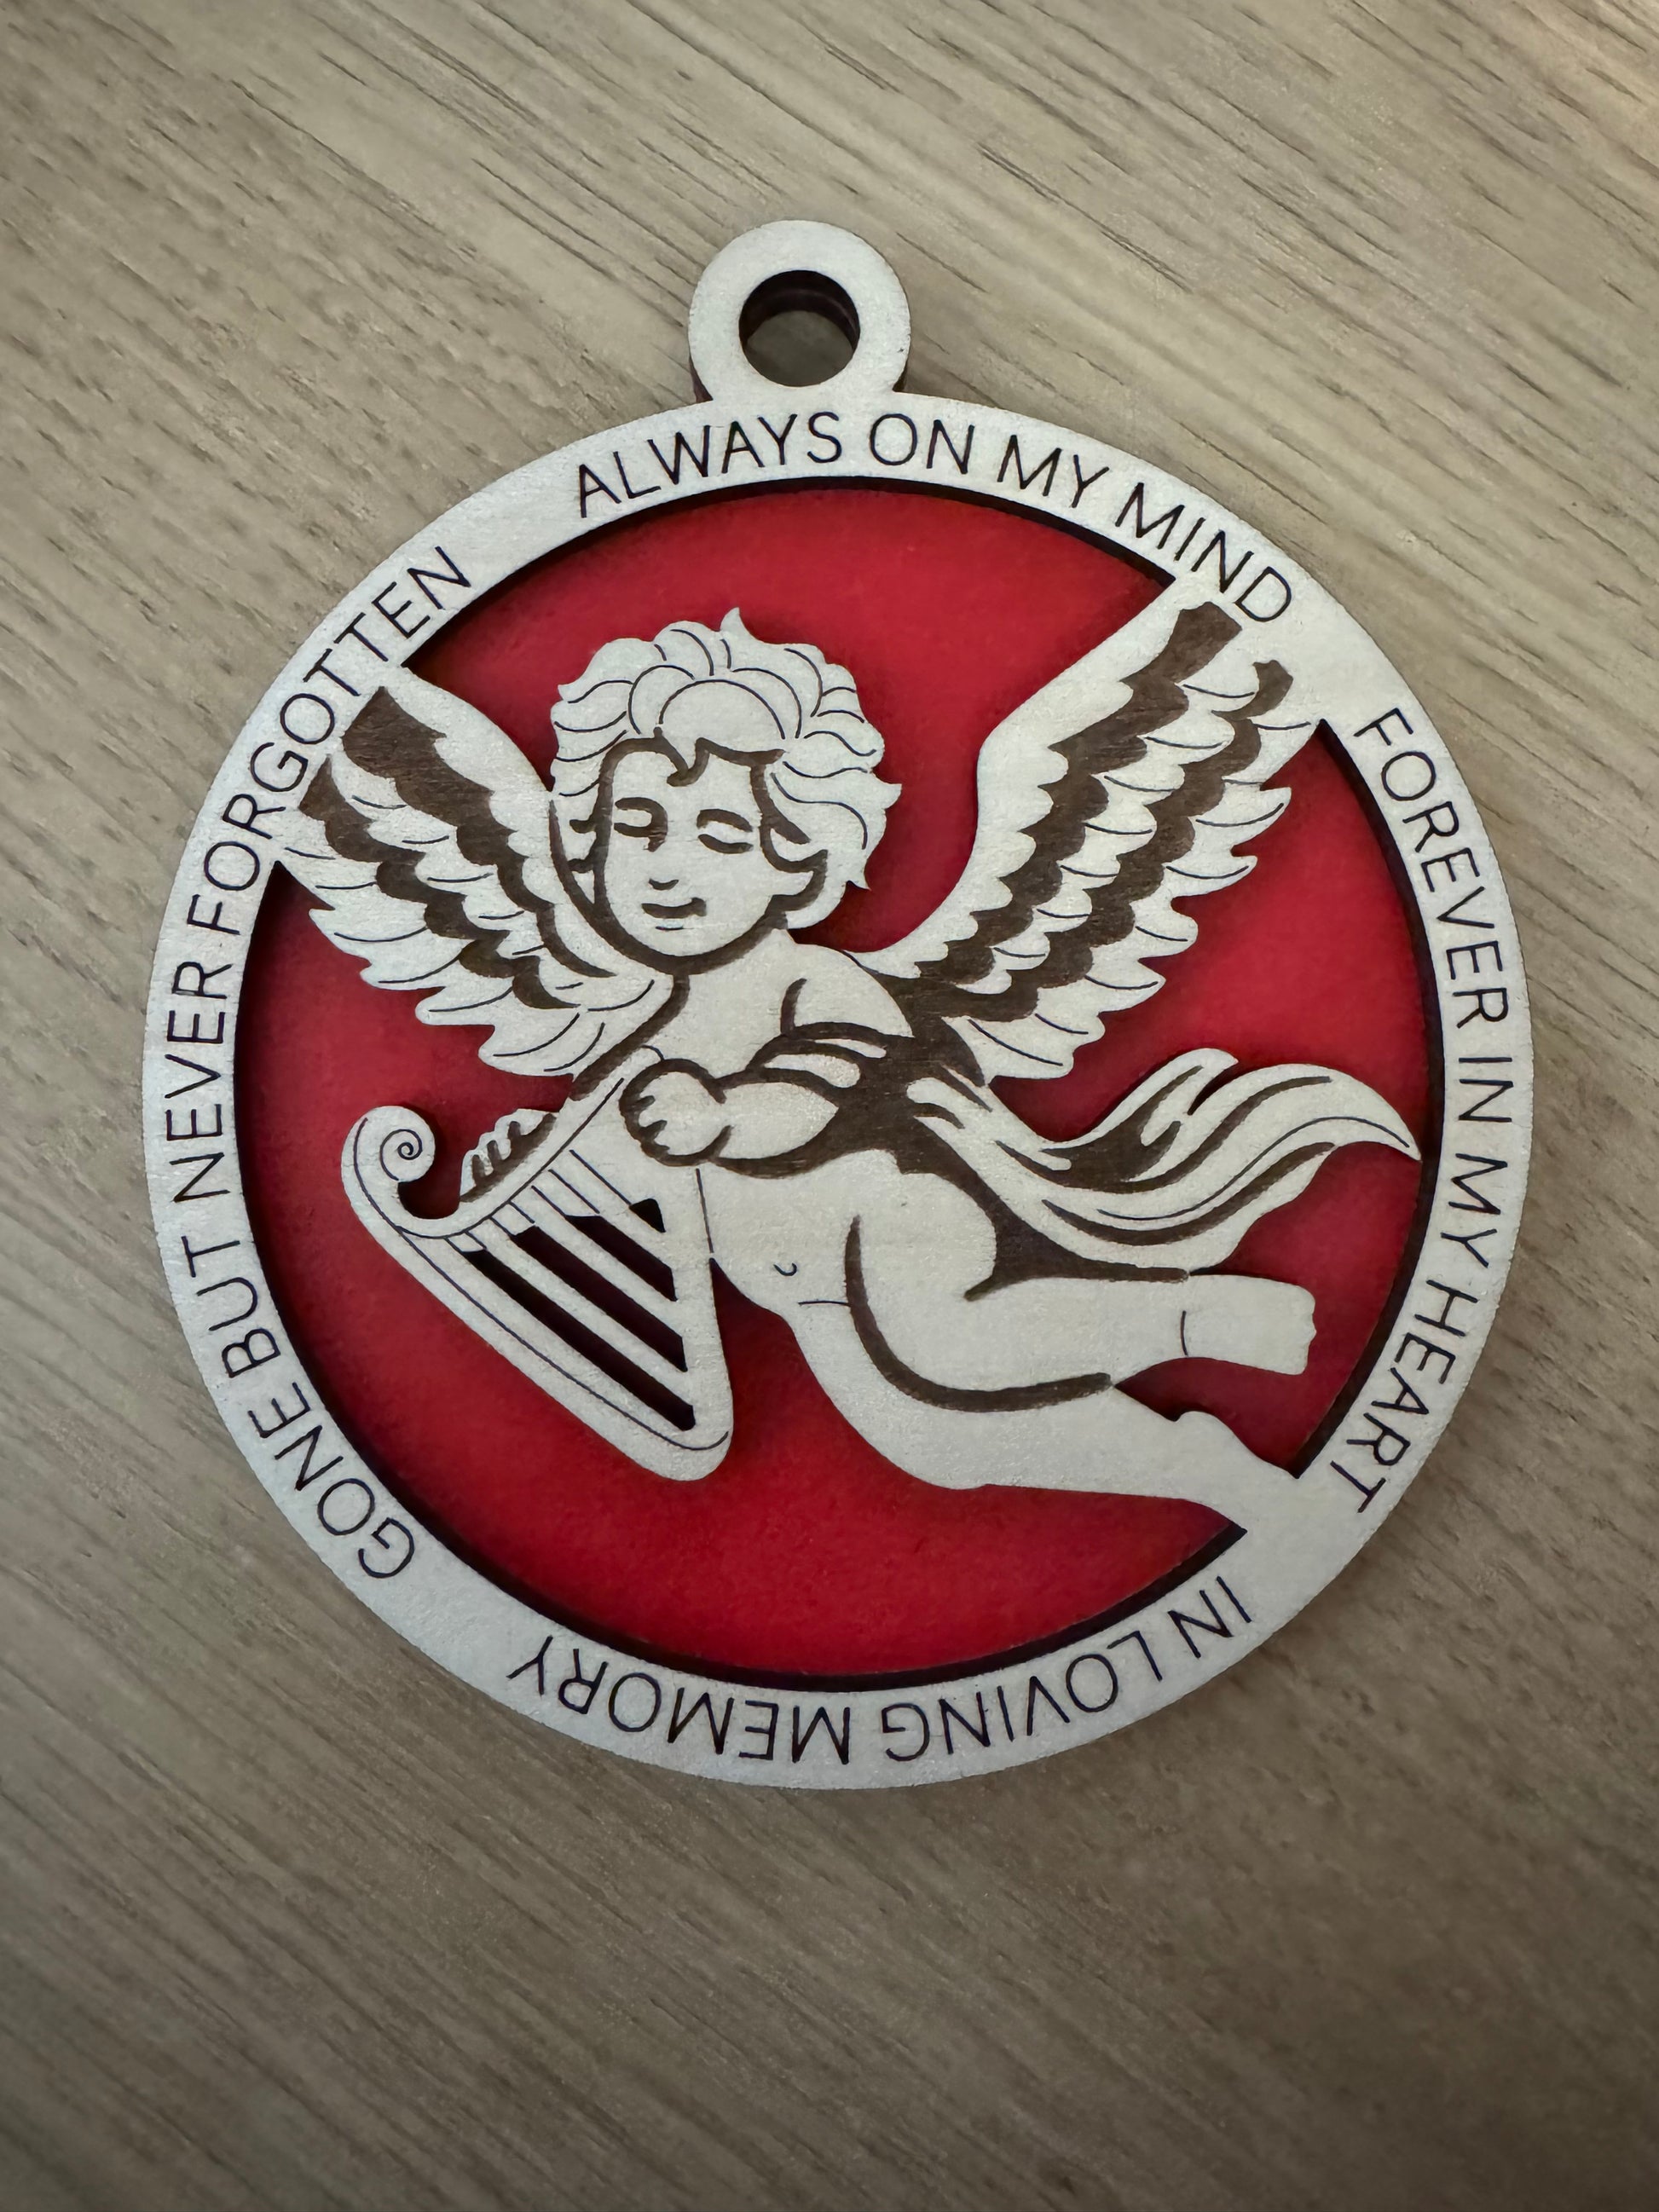 ALWAYS ON MY MIND
FOREVER IN MY HEART
IN LOVING MEMORY
GONE BUT NEVER FORGOTTEN